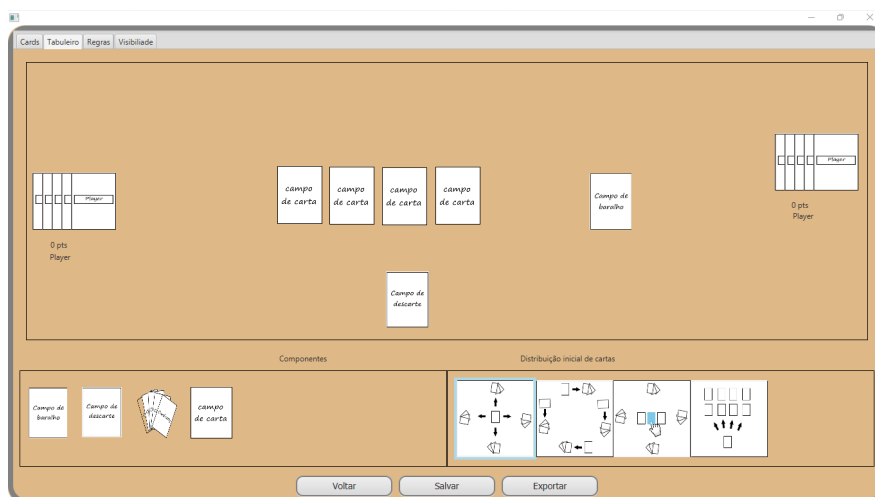 Cards Tabuleiro Regras Visibiliade
Player
0 pts
Player
campo
de carta
campo
de carta
campo
de carta
campo
de carta
Campo de
baralho
Player
0 pts
Player
Campo de
descarte
Componentes
Distribuição inicial de cartas
Campo de
baralho
Campo de
descarte
campo
de carta
Voltar
Salvar
Exportar